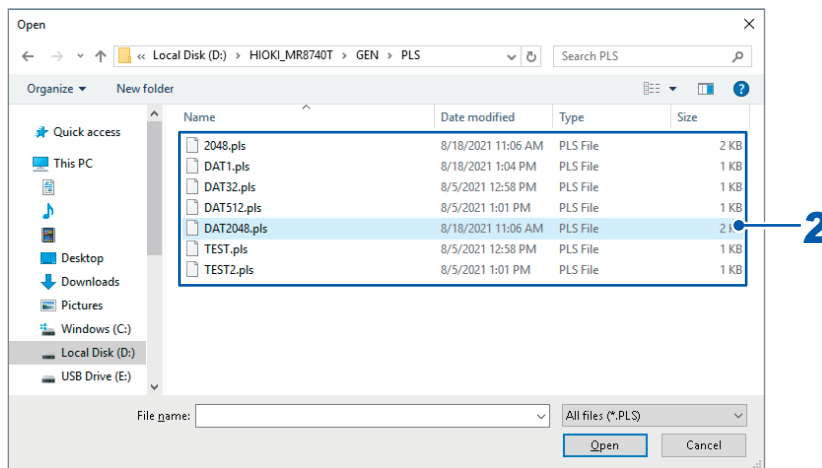 Open
« Local Disk (D:) › HIOKI_MR8740T › GEN › PLS
Search PLS
Organize
New folder
?
Name Date modified Type Size
Quick access
This PC
Desktop
Downloads
Pictures
Windows (C:)
Local Disk (D:)
USB Drive (E:)
2048.pls 8/18/2021 11:06 AM PLS File 2 KB
DAT1.pls 8/18/2021 1:04 PM PLS File 1 KB
DAT32.pls 8/5/2021 12:58 PM PLS File 1 KB
DAT512.pls 8/5/2021 1:01 PM PLS File 1 KB
DAT2048.pls 8/18/2021 11:06 AM PLS File 2
TEST.pls 8/5/2021 12:58 PM PLS File 1 KB
TEST2.pls 8/5/2021 1:01 PM PLS File 1 KB
2
File name:
All files (*.PLS)
Open
Cancel